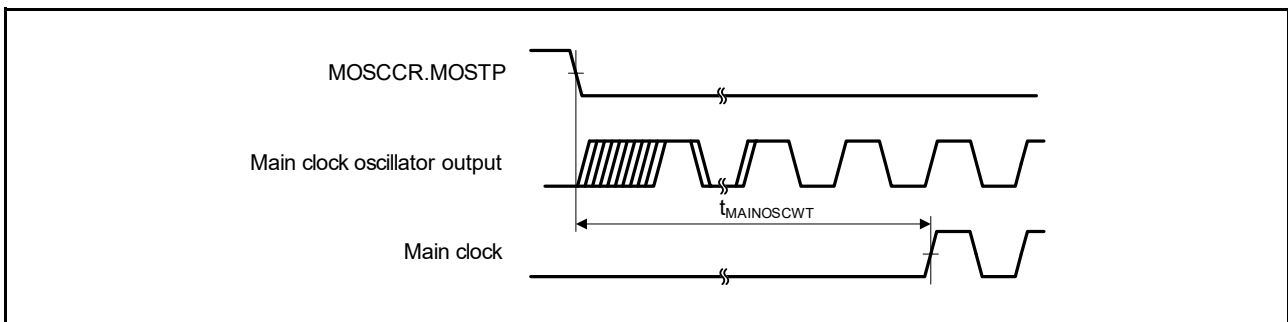 MOSCCR.MOSTP
Main clock oscillator output
tMAINOSCWT
Main clock